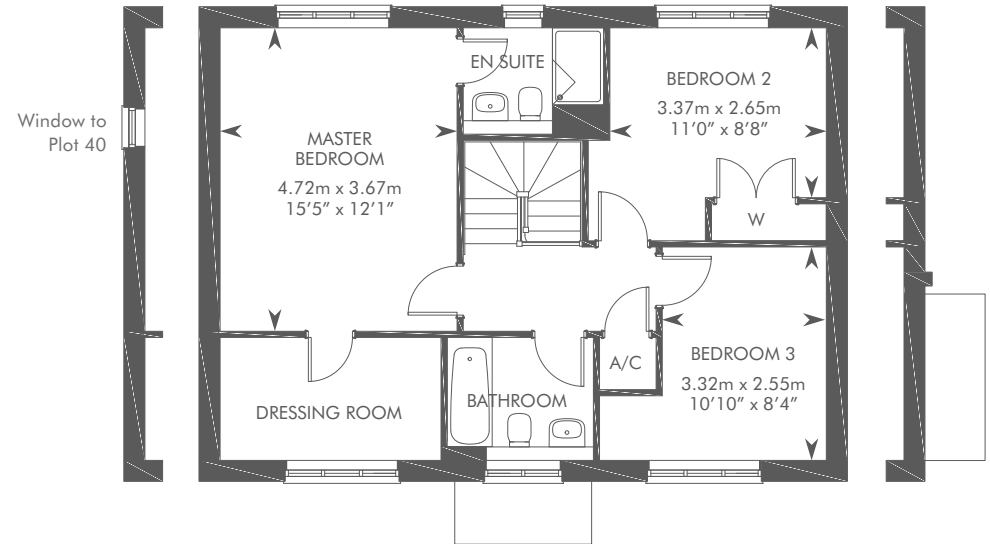 Window to
Plot 40
MASTER
BEDROOM
4.72m x 3.67m
15’5” x 12’1”
EN SUITE
BEDROOM 2
3.37m x 2.65m
11’0” x 8’8”
W
A/C
BEDROOM 3
3.32m x 2.55m
10’10” x 8’4”
DRESSING ROOM
BATHROOM